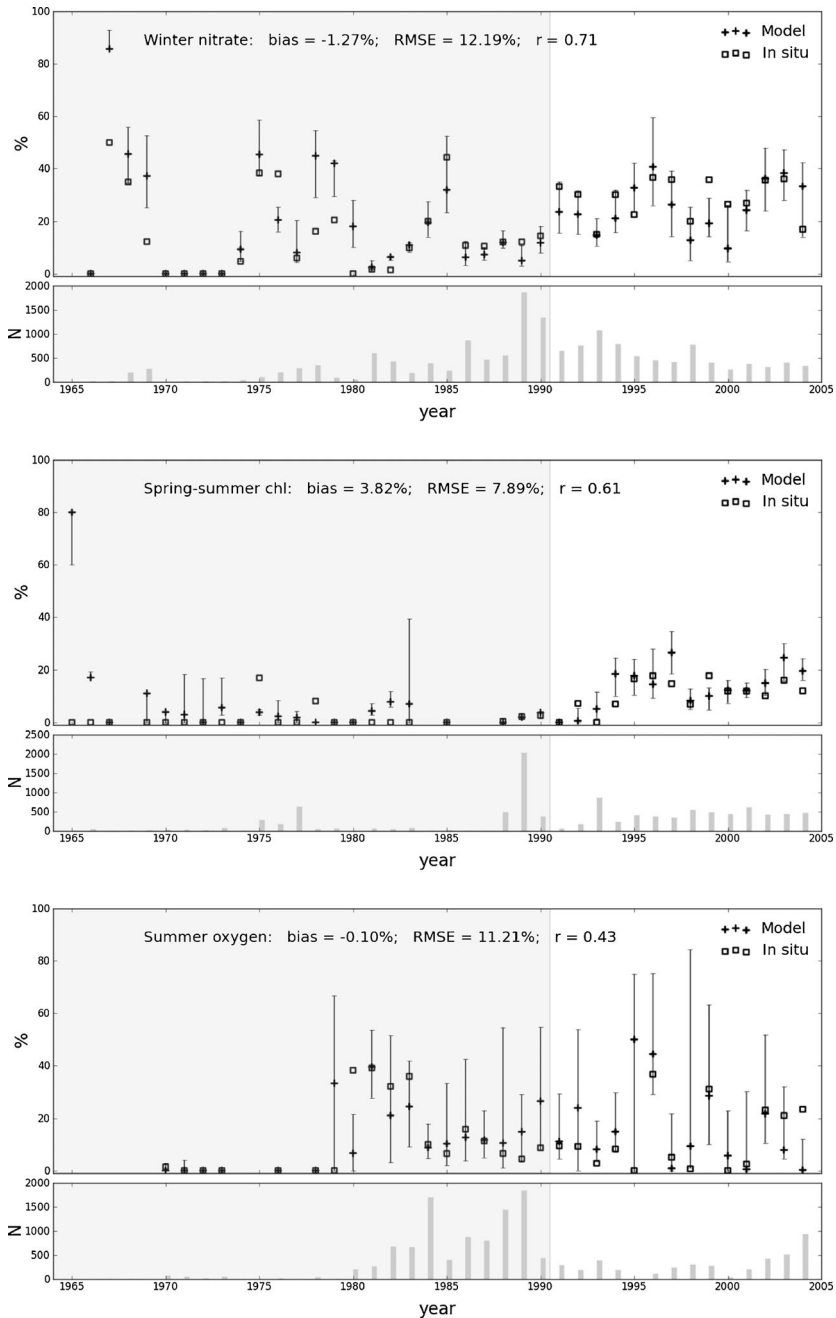 Winter nitrate: bias = -1.27%; RMSE = 12.19%; r = 0.71
Model
In situ
100
80
60
40
20
0
%
2000
1500
1000
500
0
N
1965 1970 1975 1980 1985 1990 1995 2000 2005
year
Spring-summer chl: bias = 3.82%; RMSE = 7.89%; r = 0.61
Model
In situ
100
80
60
40
20
0
%
2500
2000
1500
1000
500
0
N
1965 1970 1975 1980 1985 1990 1995 2000 2005
year
Summer oxygen: bias = -0.10%; RMSE = 11.21%; r = 0.43
Model
In situ
100
80
60
40
20
0
%
2000
1500
1000
500
0
N
1965 1970 1975 1980 1985 1990 1995 2000 2005
year